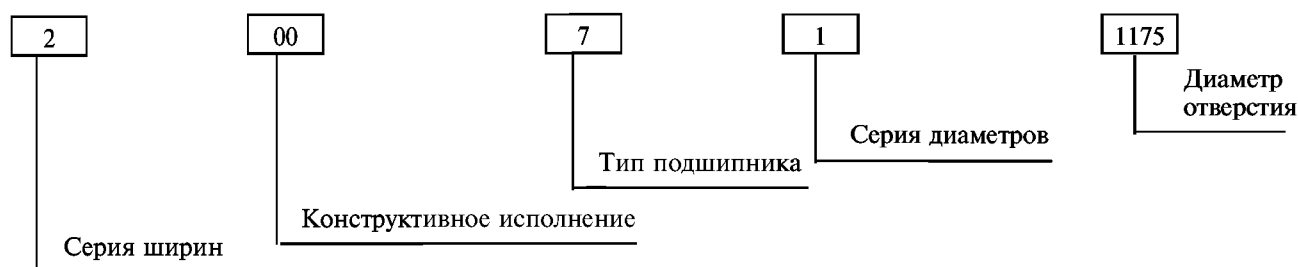 2 00 7 1 1175
Диаметр
отверстия
Серия диаметров
Тип подшипника
Конструктивное исполнение
Серия ширин